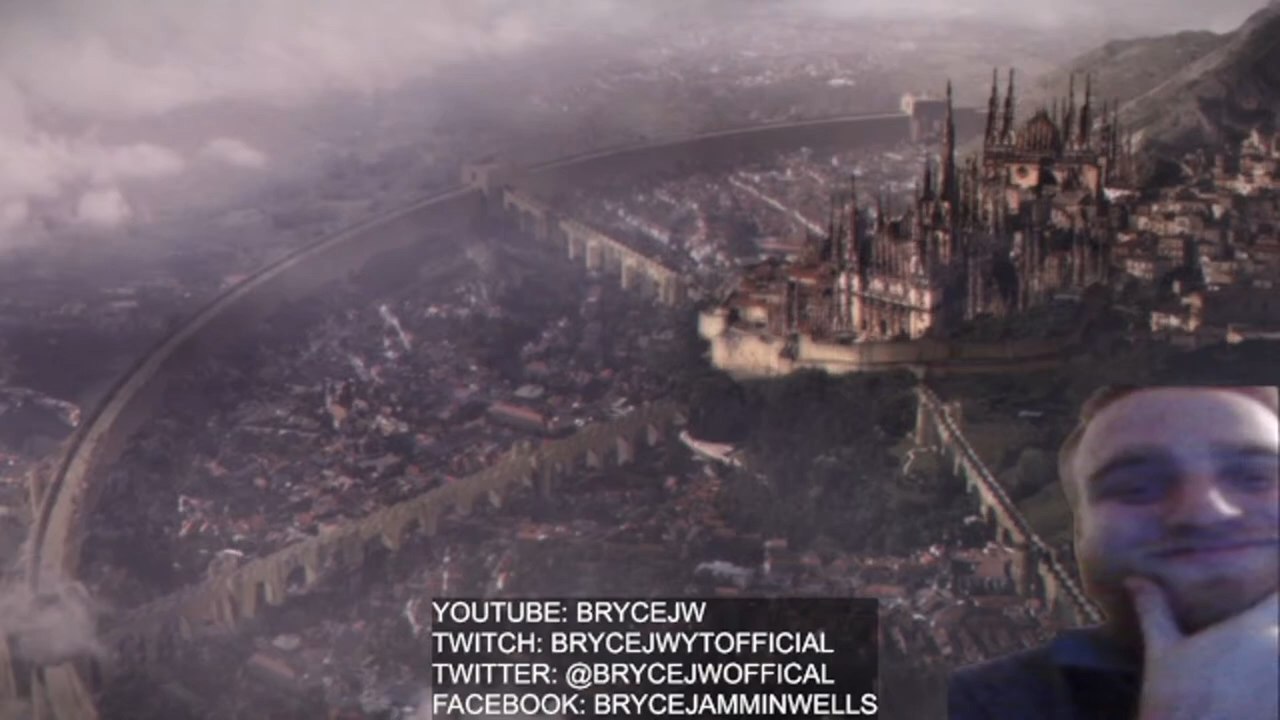 YOUTUBE: BRYCEJW
TWITCH: BRYCEJWYTOFFICIAL
TWITTER: @BRYCEJWOFFICAL
FACEBOOK: BRYCEJAMMINWELLS